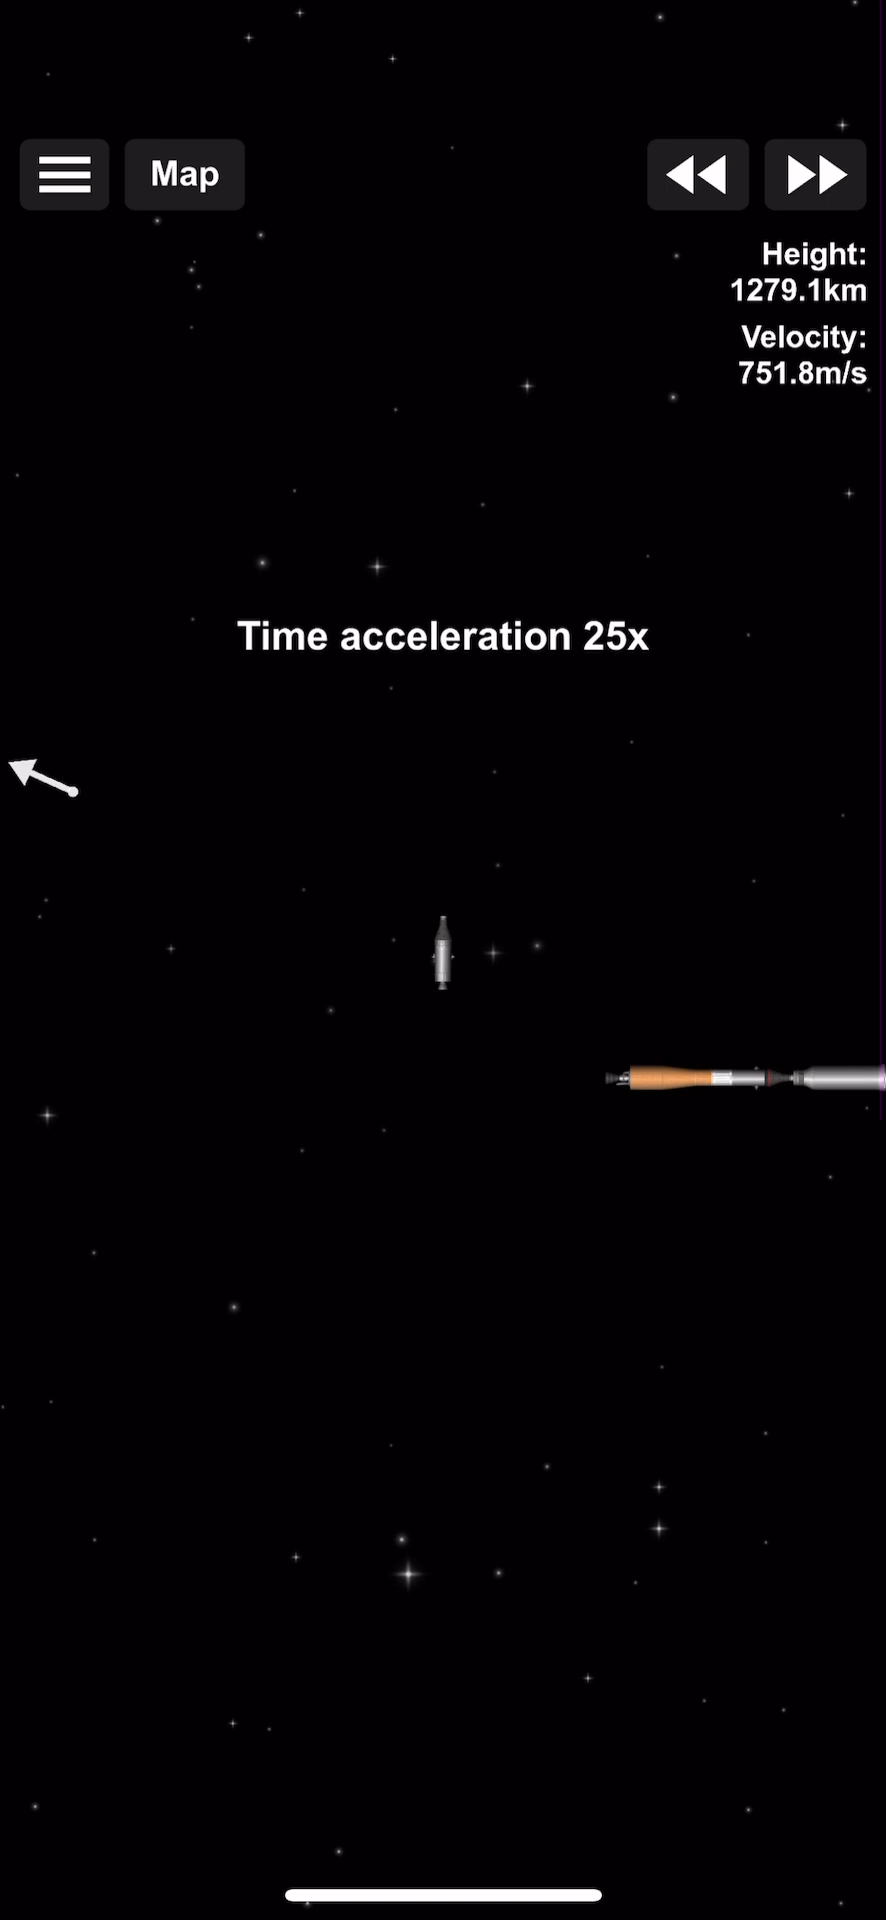 Map
Height:
1279.1km
Velocity:
751.8m/s
Time acceleration 25x